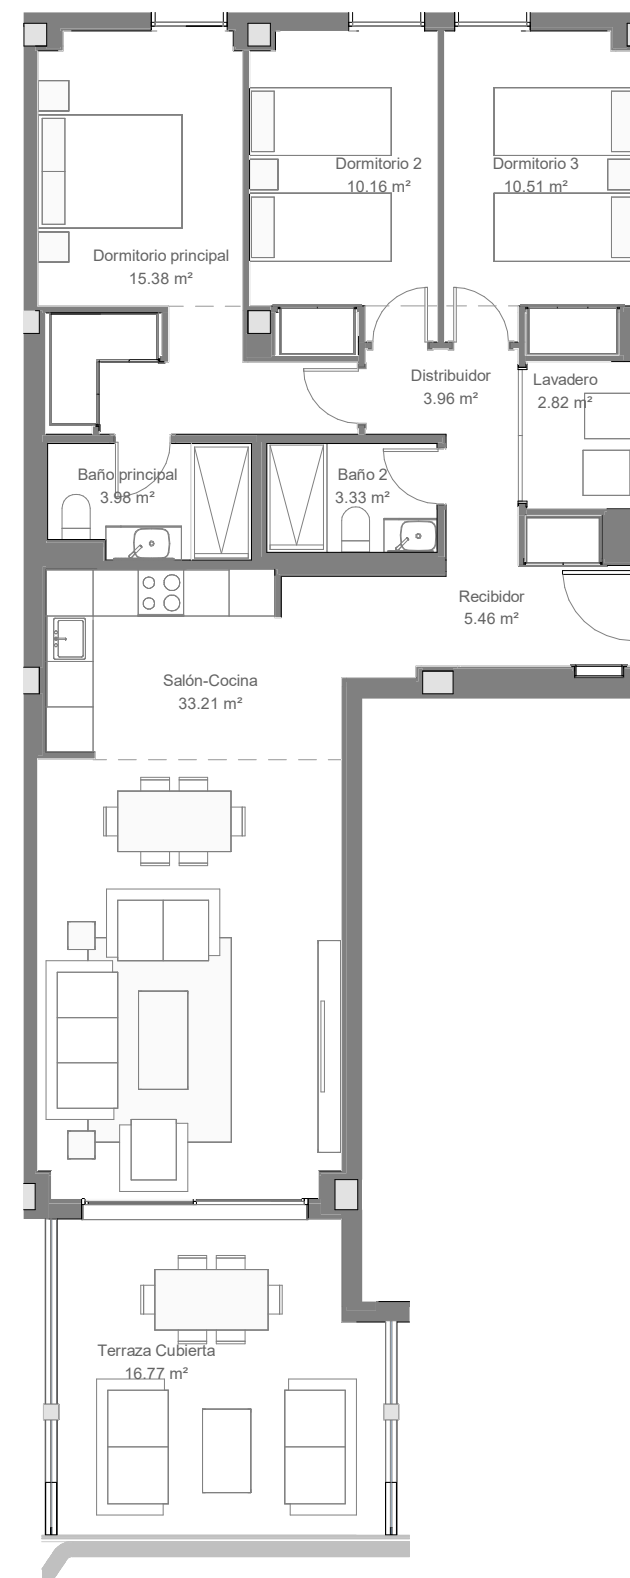 Dormitorio 2
10.16 m²
Dormitorio 3
10.51 m²
Dormitorio principal
15.38 m²
Distribuidor
3.96 m²
Lavadero
2.82 m²
Baño principal
3.98 m²
Baño 2
3.33 m²
Recibidor
5.46 m²
Salón-Cocina
33.21 m²
Terraza Cubierta
16.77 m²